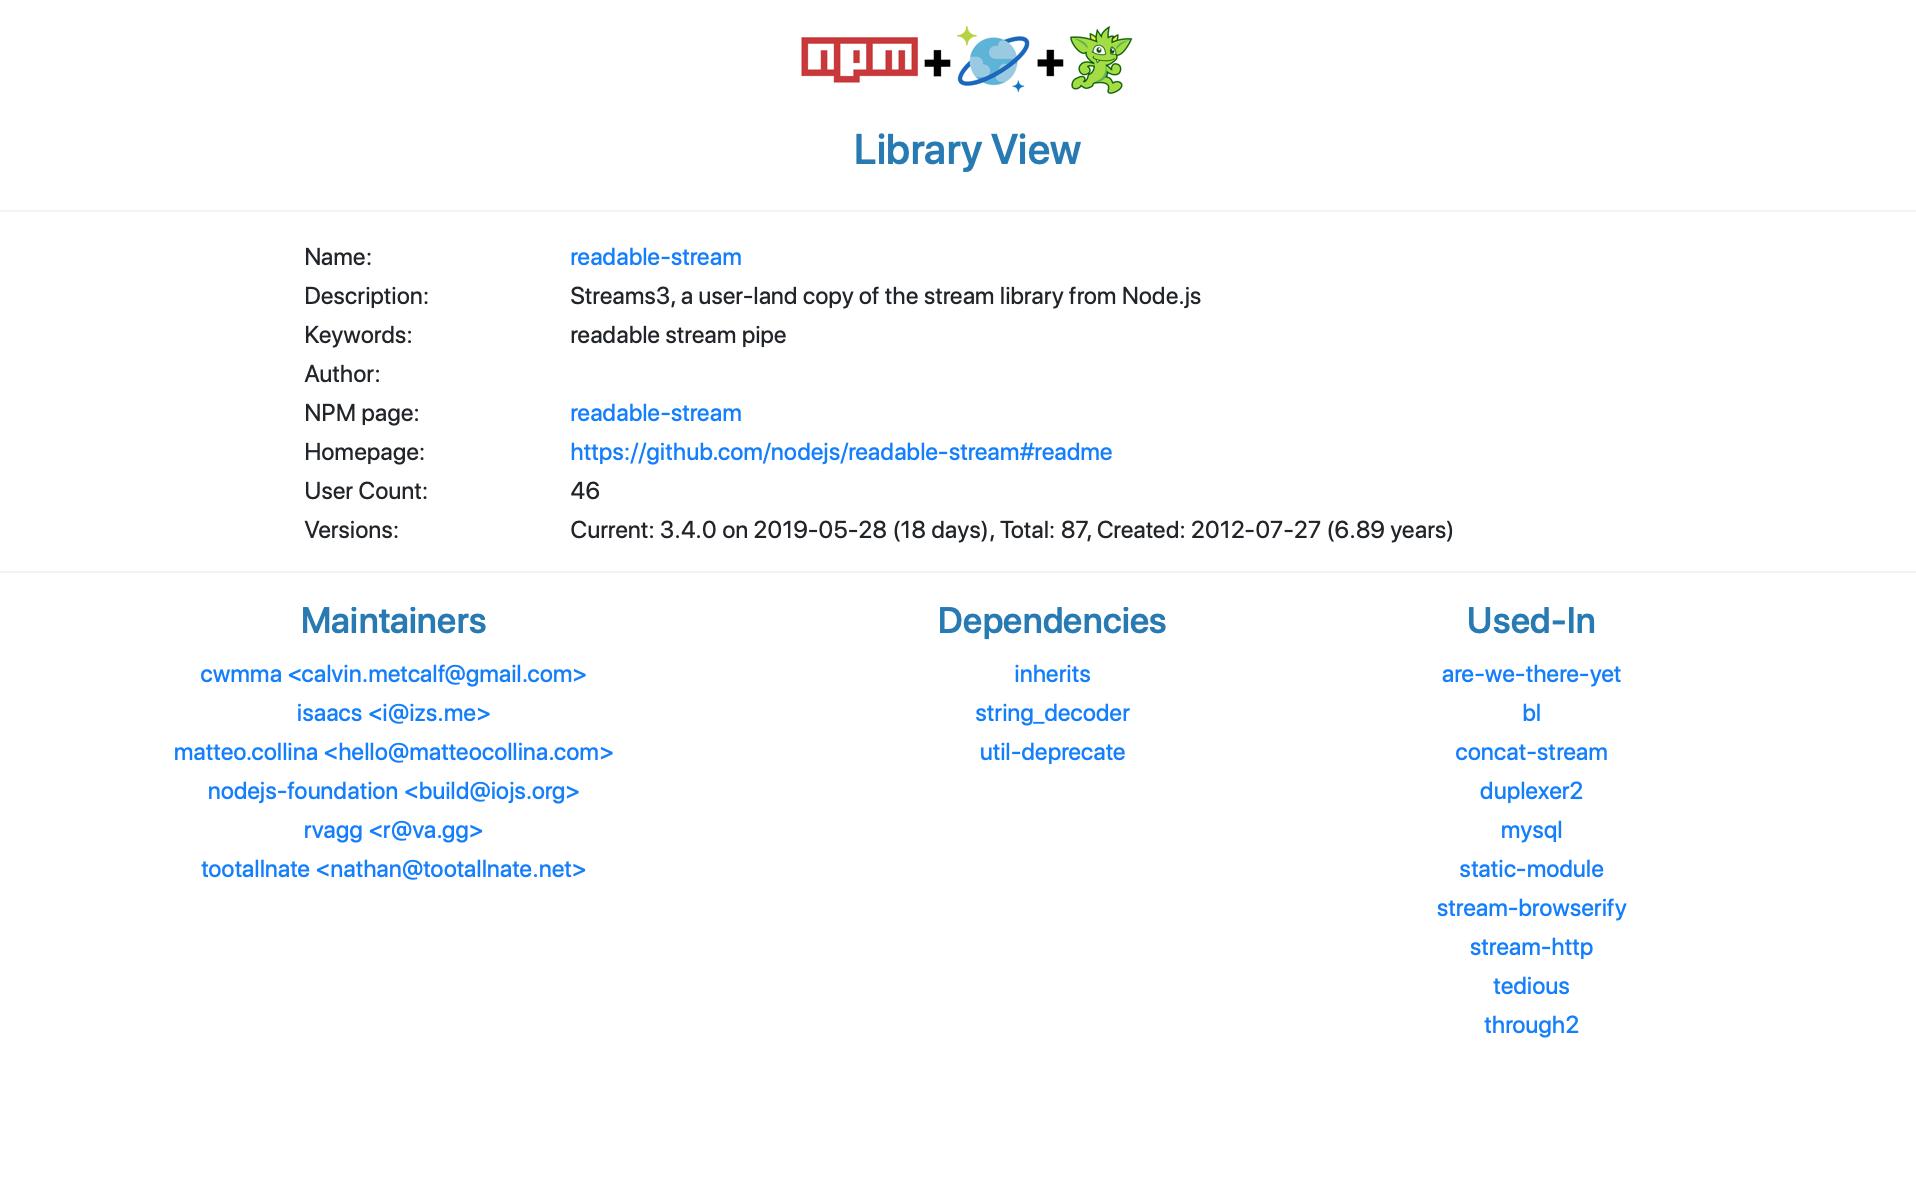 npm + +
Library View
Name: readable-stream
Description: Streams3, a user-land copy of the stream library from Node.js
Keywords: readable stream pipe
Author:
NPM page: readable-stream
Homepage: https://github.com/nodejs/readable-stream#readme
User Count: 46
Versions: Current: 3.4.0 on 2019-05-28 (18 days), Total: 87, Created: 2012-07-27 (6.89 years)
Maintainers
cwmma <calvin.metcalf@gmail.com>
isaacs <i@izs.me>
matteo.collina <hello@matteocollina.com>
nodejs-foundation <build@iojs.org>
rvagg <r@va.gg>
tootallnate <nathan@tootallnate.net>
Dependencies
inherits
string_decoder
util-deprecate
Used-In
are-we-there-yet
bl
concat-stream
duplexer2
mysql
static-module
stream-browserify
stream-http
tedious
through2